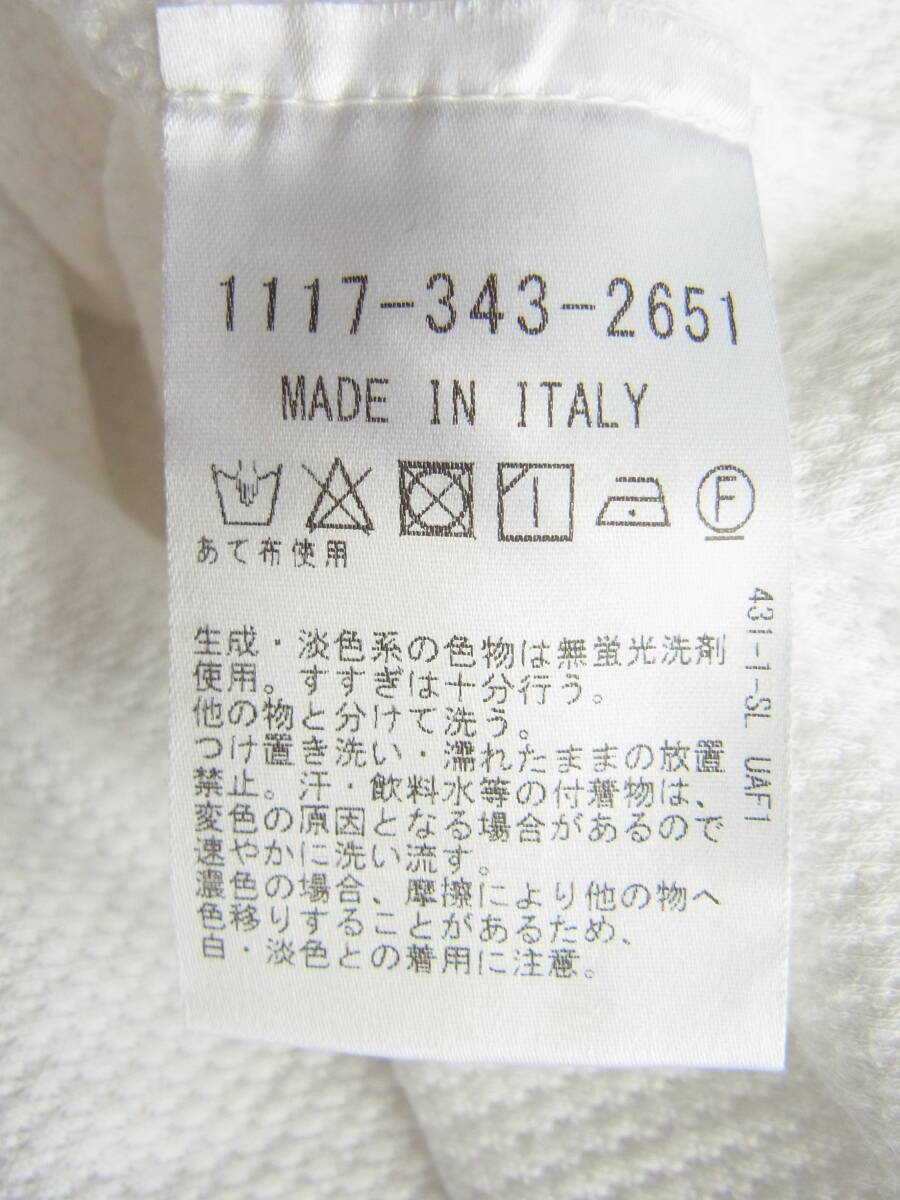 1117-343-2651
MADE IN ITALY
F
あて布使用
生成・淡色系の色物は無蛍光洗剤
使用。すすぎは十分行う。
他の物と分けて洗う。
つけ置き洗い・濡れたままの放置
禁止。汗・飲料水等の付着物は、
変色の原因となる場合があるので
速やかに洗い流す。
濃色の場合、摩擦により他の物へ
色移りすることがあるため、
白・淡色との着用に注意。
431-1-SL UAF1